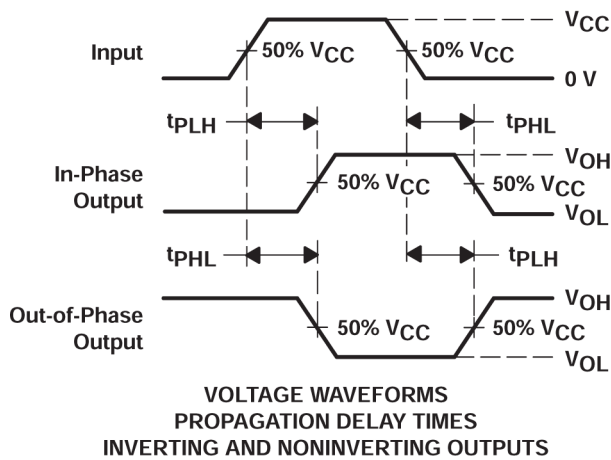 VCC
Input
50% VCC
50% VCC
0 V
tPLH
tPHL
VOH
In-Phase
Output
50% VCC
50% VCC
VOL
tPHL
tPLH
VOH
Out-of-Phase
Output
50% VCC
50% VCC
VOL
VOLTAGE WAVEFORMS
PROPAGATION DELAY TIMES
INVERTING AND NONINVERTING OUTPUTS